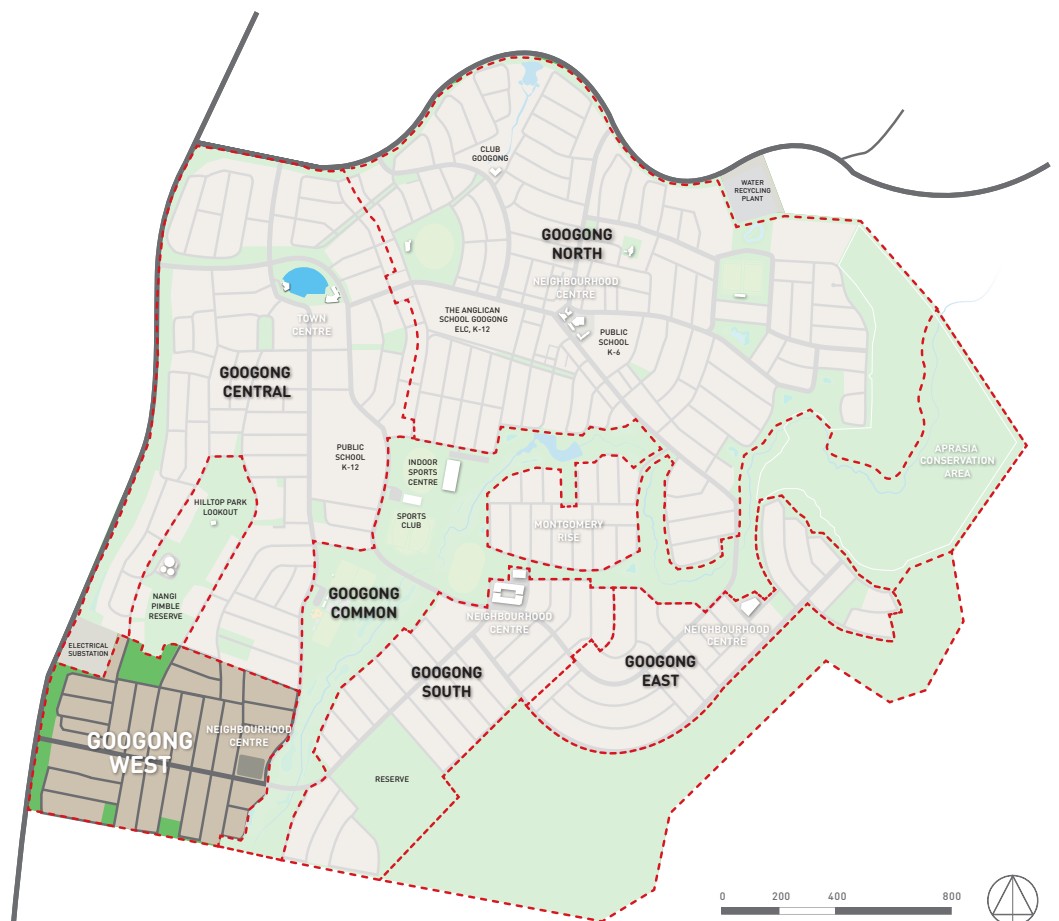 CLUB
GOOGONG
WATER
RECYCLING
PLANT
GOOGONG
NORTH
NEIGHBOURHOOD
CENTRE
TOWN
CENTRE
THE ANGLICAN
SCHOOL GOOGONG
ELC, K-12
PUBLIC
SCHOOL
K-6
GOOGONG
CENTRAL
PUBLIC
SCHOOL
K-12
INDOOR
SPORTS
CENTRE
APRASIA
CONSERVATION
AREA
HILLTOP PARK
LOOKOUT
SPORTS
CLUB
MONTGOMERY
RISE
NANGI
PIMBLE
RESERVE
GOOGONG
COMMON
NEIGHBOURHOOD
CENTRE
NEIGHBOURHOOD
CENTRE
ELECTRICAL
SUBSTATION
GOOGONG
SOUTH
GOOGONG
EAST
GOOGONG
WEST
NEIGHBOURHOOD
CENTRE
RESERVE
0 200 400 800